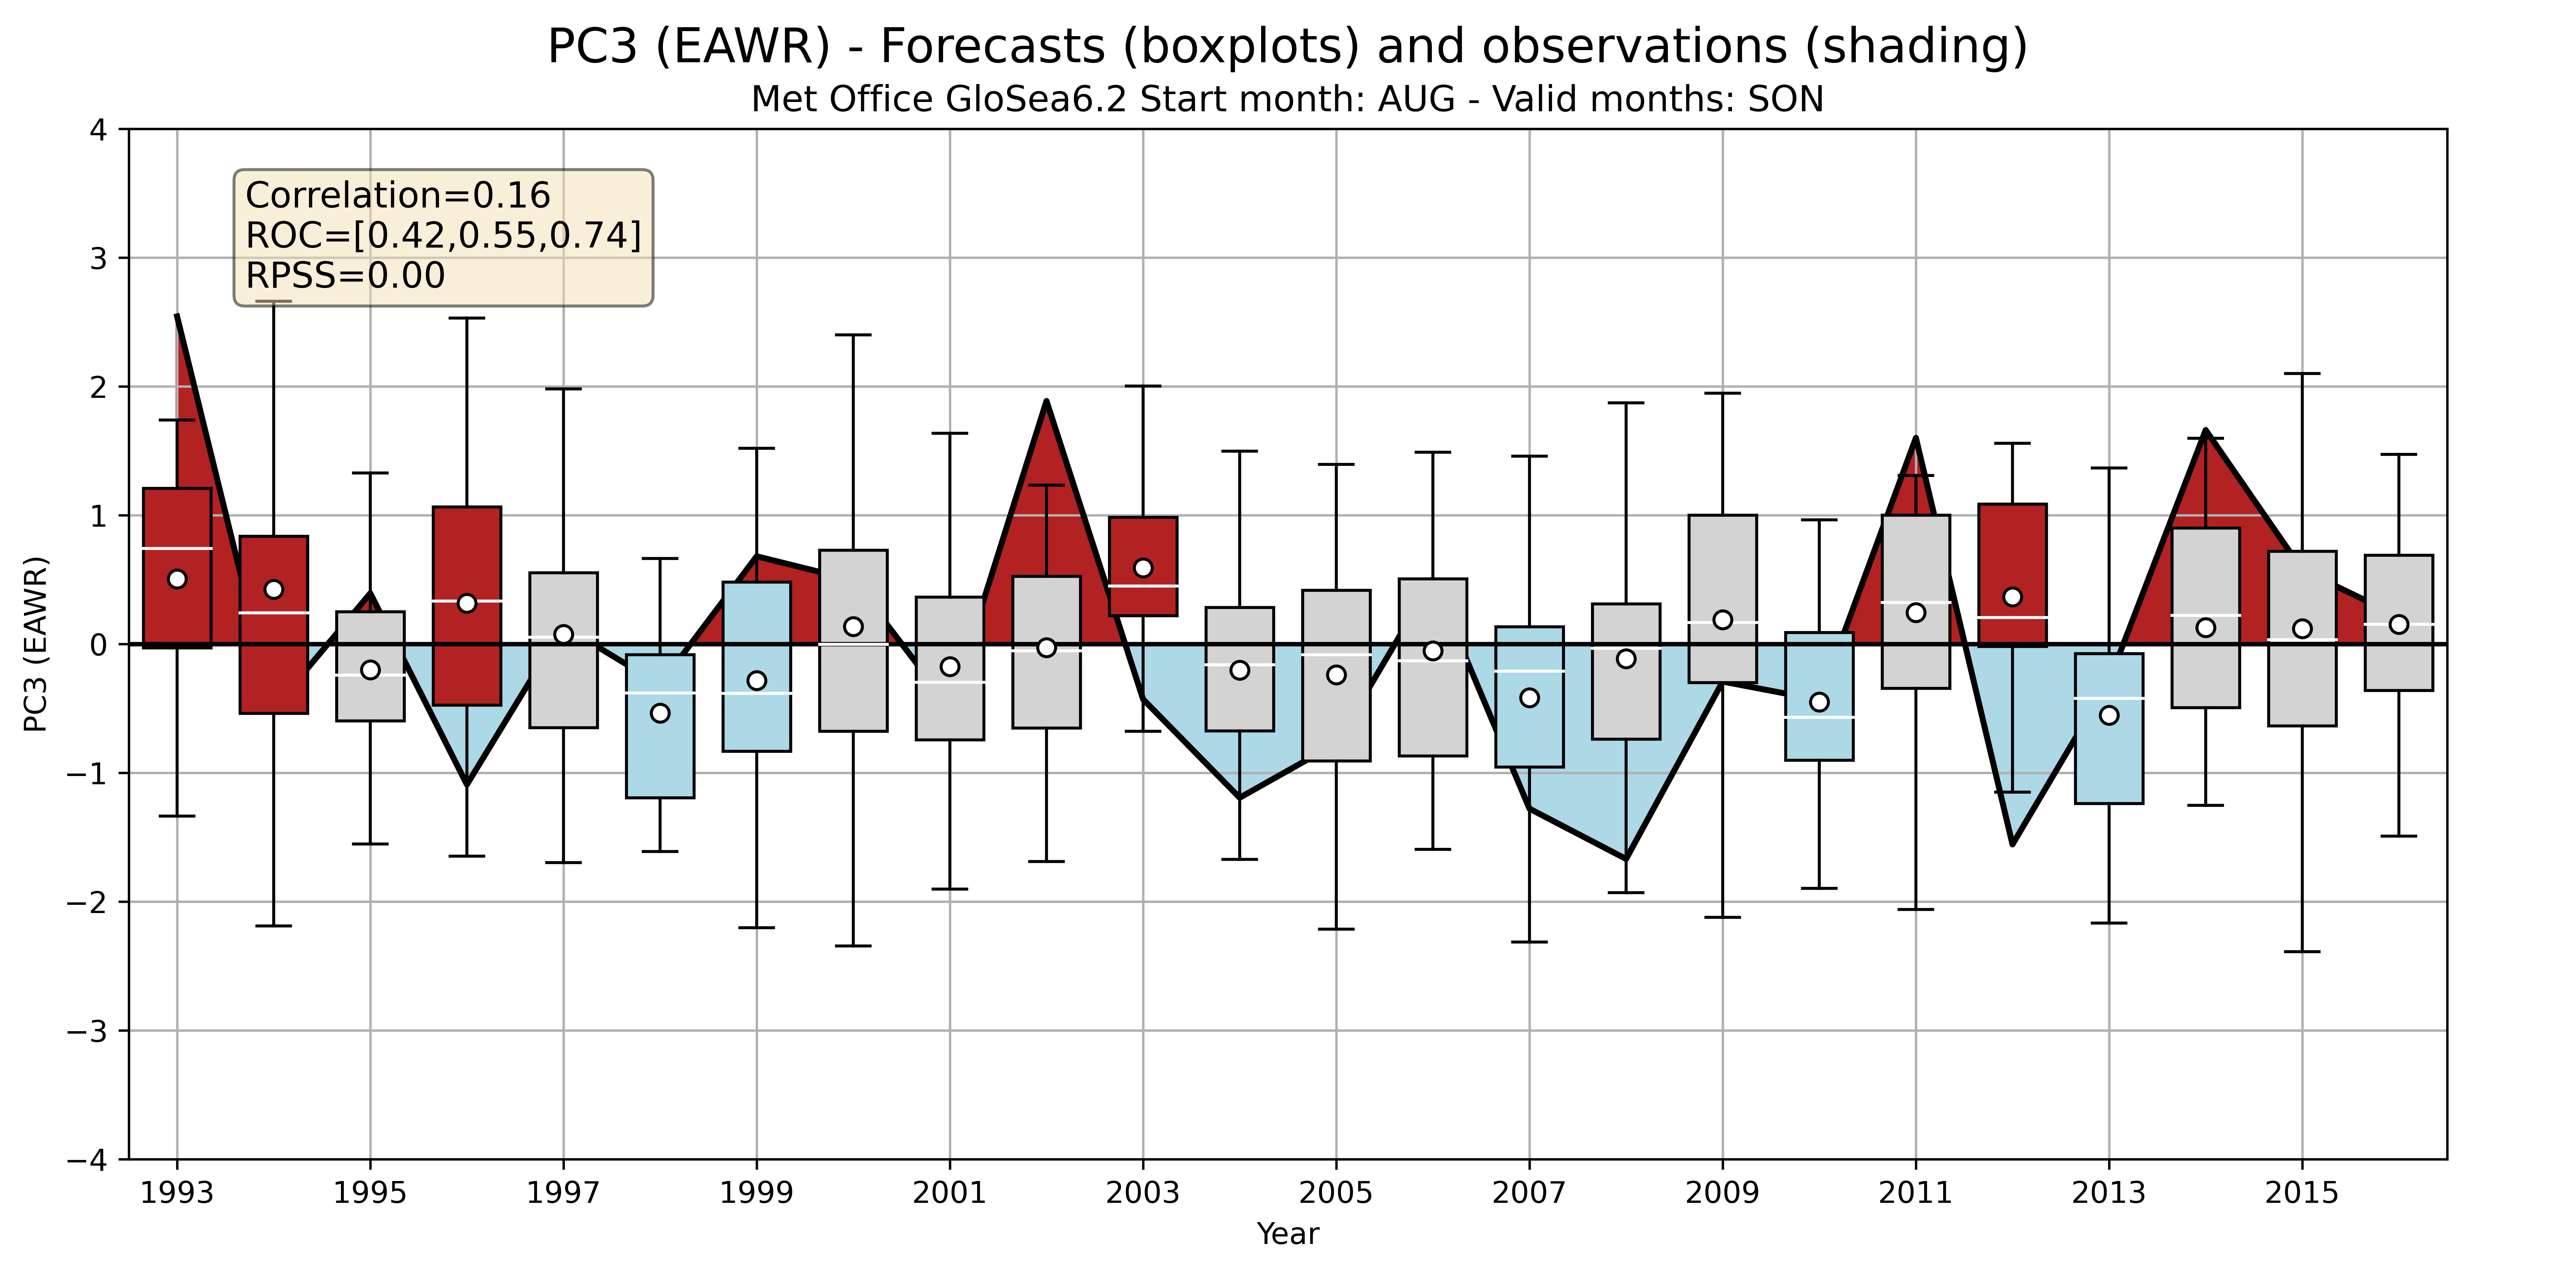 PC3 (EAWR) - Forecasts (boxplots) and observations (shading)
Met Office GloSea6.2 Start month: AUG - Valid months: SON
Correlation=0.16
ROC=[0.42,0.55,0.74]
RPSS=0.00
PC3 (EAWR)
4
3
2
1
0
−1
−2
−3
−4
1993 1995 1997 1999 2001 2003 2005 2007 2009 2011 2013 2015
Year